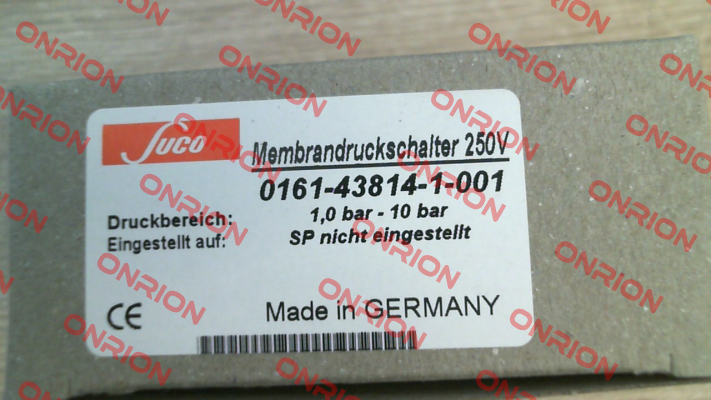 Suco
Membrandruckschalter 250V
0161-43814-1-001
Druckbereich: 1,0 bar - 10 bar
Eingestellt auf: SP nicht eingestellt
CE Made in GERMANY
ONRION